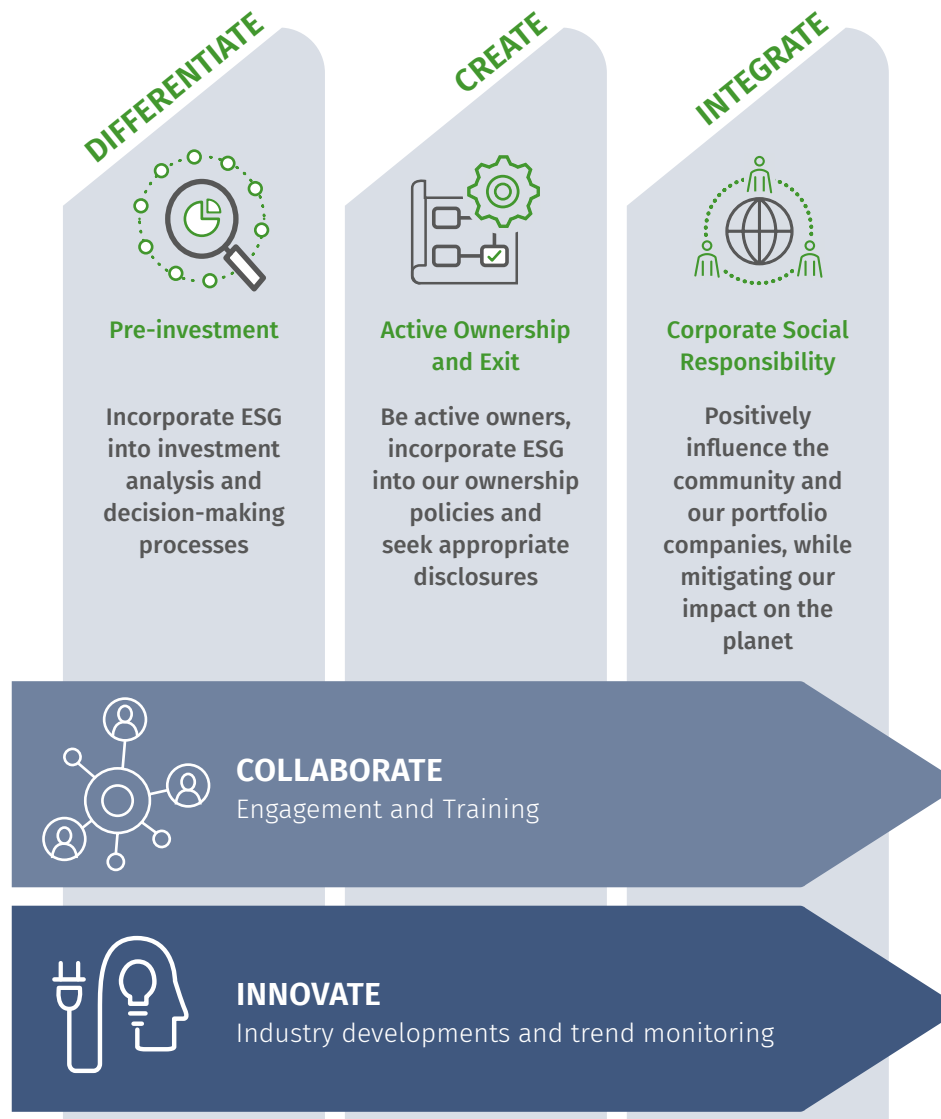 DIFFERENTIATE
Pre-investment
Incorporate ESG
into investment
analysis and
decision-making
processes
CREATE
Active Ownership
and Exit
Be active owners,
incorporate ESG
into our ownership
policies and
seek appropriate
disclosures
INTEGRATE
Corporate Social
Responsibility
Positively
influence the
community and
our portfolio
companies, while
mitigating our
impact on the
planet
COLLABORATE
Engagement and Training
INNOVATE
Industry developments and trend monitoring